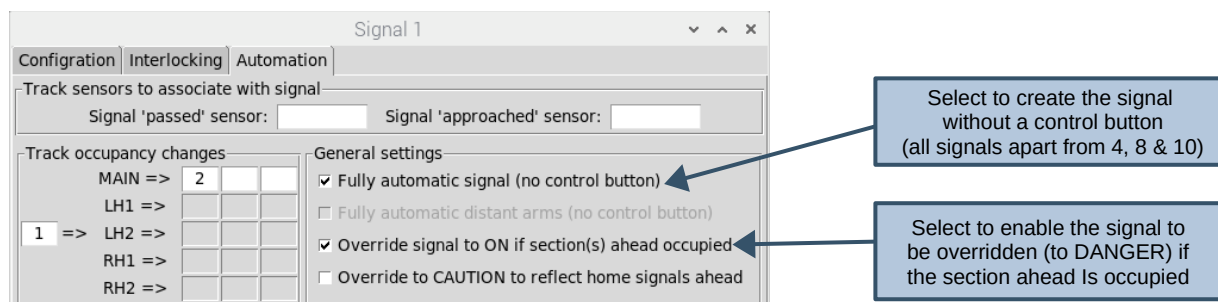 Signal 1
Configration Interlocking Automation
Track sensors to associate with signal
Signal 'passed' sensor: Signal 'approached' sensor:
Track occupancy changes General settings
MAIN => 2
Fully automatic signal (no control button)
LH1 =>
Fully automatic distant arms (no control button)
1 => LH2 =>
Override signal to ON if section(s) ahead occupied
RH1 =>
Override to CAUTION to reflect home signals ahead
RH2 =>
Select to create the signal
without a control button
(all signals apart from 4, 8 & 10)
Select to enable the signal to
be overridden (to DANGER) if
the section ahead Is occupied